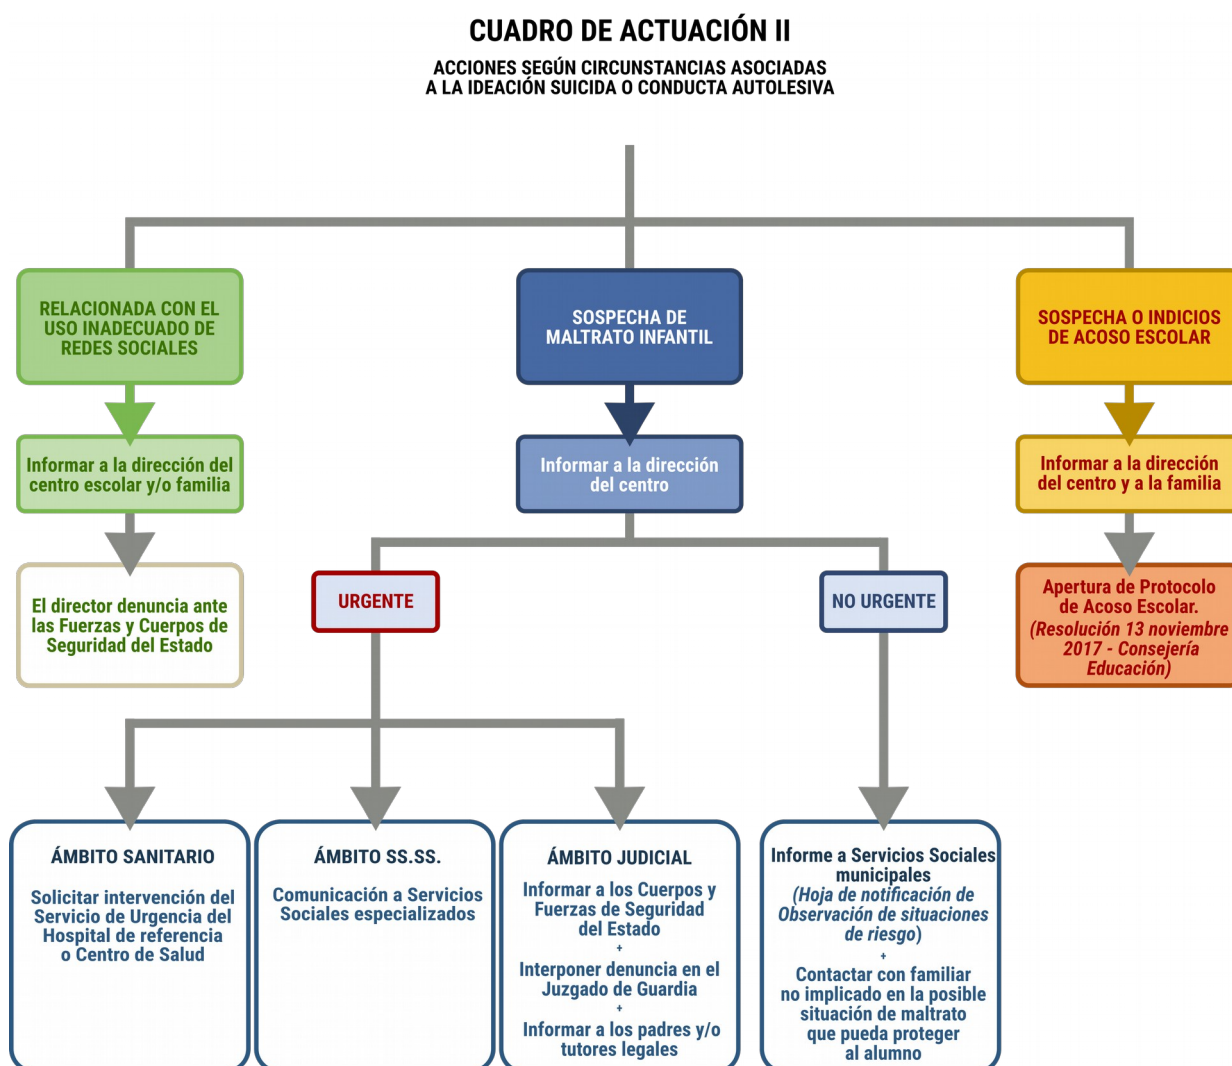 CUADRO DE ACTUACIÓN II
ACCIONES SEGÚN CIRCUNSTANCIAS ASOCIADAS
A LA IDEACIÓN SUICIDA O CONDUCTA AUTOLESIVA
RELACIONADA CON EL
USO INADECUADO DE
REDES SOCIALES
SOSPECHA DE
MALTRATO INFANTIL
SOSPECHA O INDICIOS
DE ACOSO ESCOLAR
Informar a la dirección del
centro escolar y/o familia
Informar a la dirección
del centro
Informar a la dirección
del centro y a la familia
El director denuncia ante
las Fuerzas y Cuerpos de
Seguridad del Estado
URGENTE
NO URGENTE
Apertura de Protocolo
de Acoso Escolar.
(Resolución 13 noviembre
2017 - Consejería
Educación)
ÁMBITO SANITARIO
Solicitar intervención del
Servicio de Urgencia del
Hospital de referencia
o Centro de Salud
ÁMBITO SS.SS.
Comunicación a Servicios
Sociales especializados
ÁMBITO JUDICIAL
Informar a los Cuerpos y
Fuerzas de Seguridad
del Estado
+
Interponer denuncia en el
Juzgado de Guardia
+
Informar a los padres y/o
tutores legales
Informe a Servicios Sociales
municipales
(Hoja de notificación de
Observación de situaciones
de riesgo)
+
Contactar con familiar
no implicado en la posible
situación de maltrato
que pueda proteger
al alumno